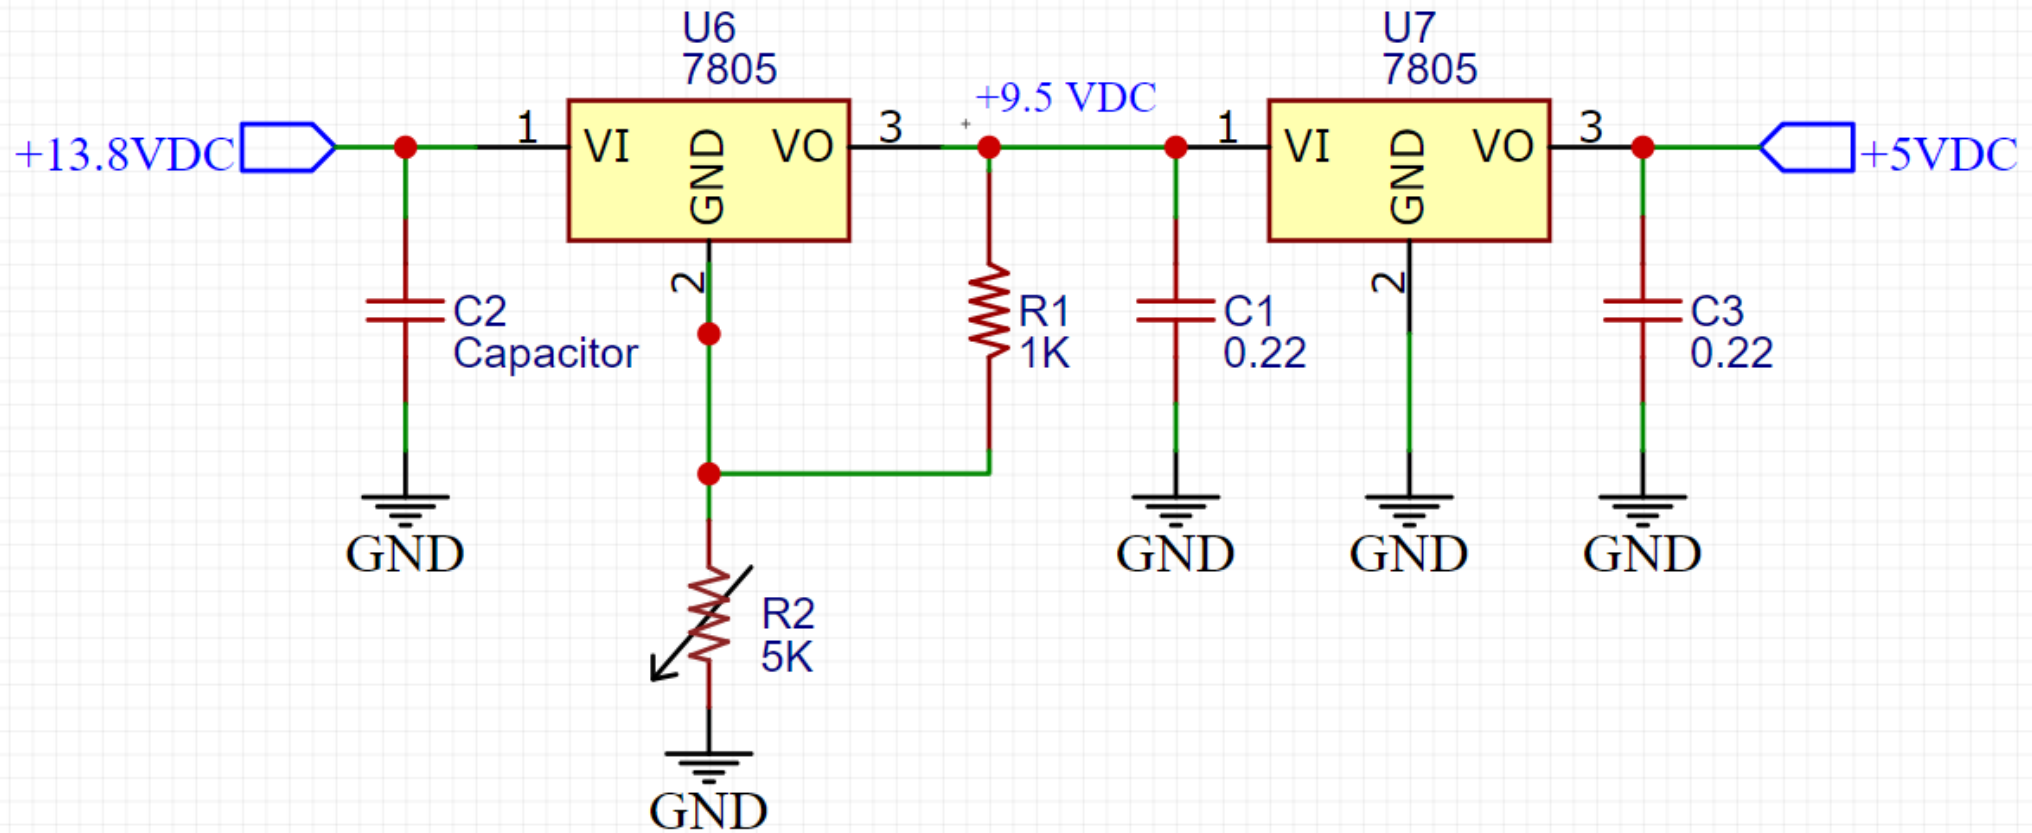 U6
7805
U7
7805
+9.5 VDC
+13.8VDC
1
VI
GND
VO
3
1
VI
GND
VO
3
+5VDC
2
2
C2
Capacitor
R1
1K
C1
0.22
C3
0.22
GND
GND
GND
GND
R2
5K
GND